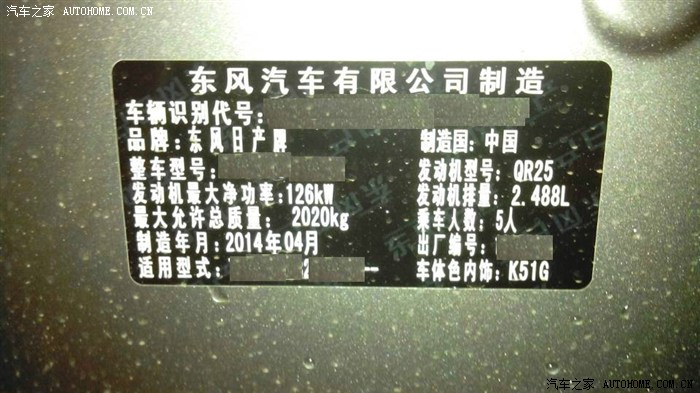 汽车之家 AUTOHOME.COM.CN
东风汽车有限公司制造
车辆识别代号:
品牌:东风日产牌 制造国:中国
整车型号: 发动机型号:QR25
发动机最大净功率:126kW 发动机排量:2.488L
最大允许总质量: 2020kg 乘车人数:5人
制造年月:2014年04月 出厂编号:
适用型式: -- 车体色内饰:K51G
汽车之家 AUTOHOME.COM.CN